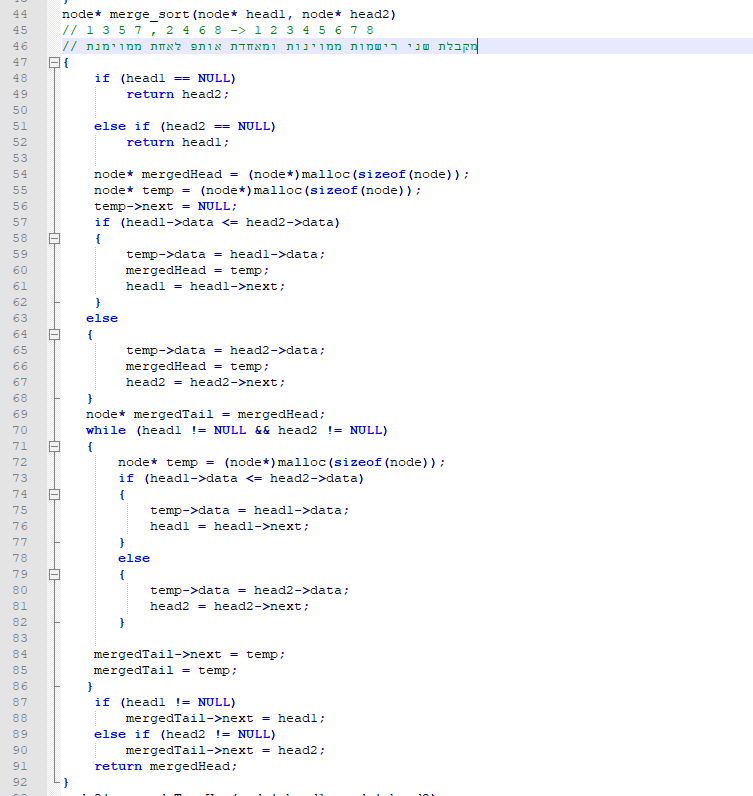 44 node* merge_sort(node* head1, node* head2)
45 // 1 3 5 7 , 2 4 6 8 -> 1 2 3 4 5 6 7 8
46 // מקבלת שני רישמות ממוינות ומאחדת אותפ לאחת ממוימנת
47 {
48 if (head1 == NULL)
49 return head2;
50
51 else if (head2 == NULL)
52 return head1;
53
54 node* mergedHead = (node*)malloc(sizeof(node));
55 node* temp = (node*)malloc(sizeof(node));
56 temp->next = NULL;
57 if (head1->data <= head2->data)
58 {
59 temp->data = head1->data;
60 mergedHead = temp;
61 head1 = head1->next;
62 }
63 else
64 {
65 temp->data = head2->data;
66 mergedHead = temp;
67 head2 = head2->next;
68 }
69 node* mergedTail = mergedHead;
70 while (head1 != NULL && head2 != NULL)
71 {
72 node* temp = (node*)malloc(sizeof(node));
73 if (head1->data <= head2->data)
74 {
75 temp->data = head1->data;
76 head1 = head1->next;
77 }
78 else
79 {
80 temp->data = head2->data;
81 head2 = head2->next;
82 }
83
84 mergedTail->next = temp;
85 mergedTail = temp;
86 }
87 if (head1 != NULL)
88 mergedTail->next = head1;
89 else if (head2 != NULL)
90 mergedTail->next = head2;
91 return mergedHead;
92 }